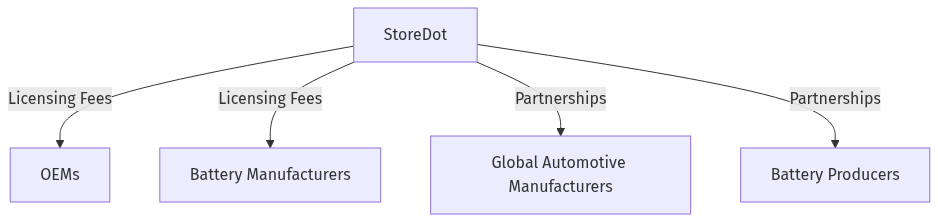 StoreDot
Licensing Fees
Licensing Fees
Partnerships
Partnerships
OEMs
Battery Manufacturers
Global Automotive
Manufacturers
Battery Producers